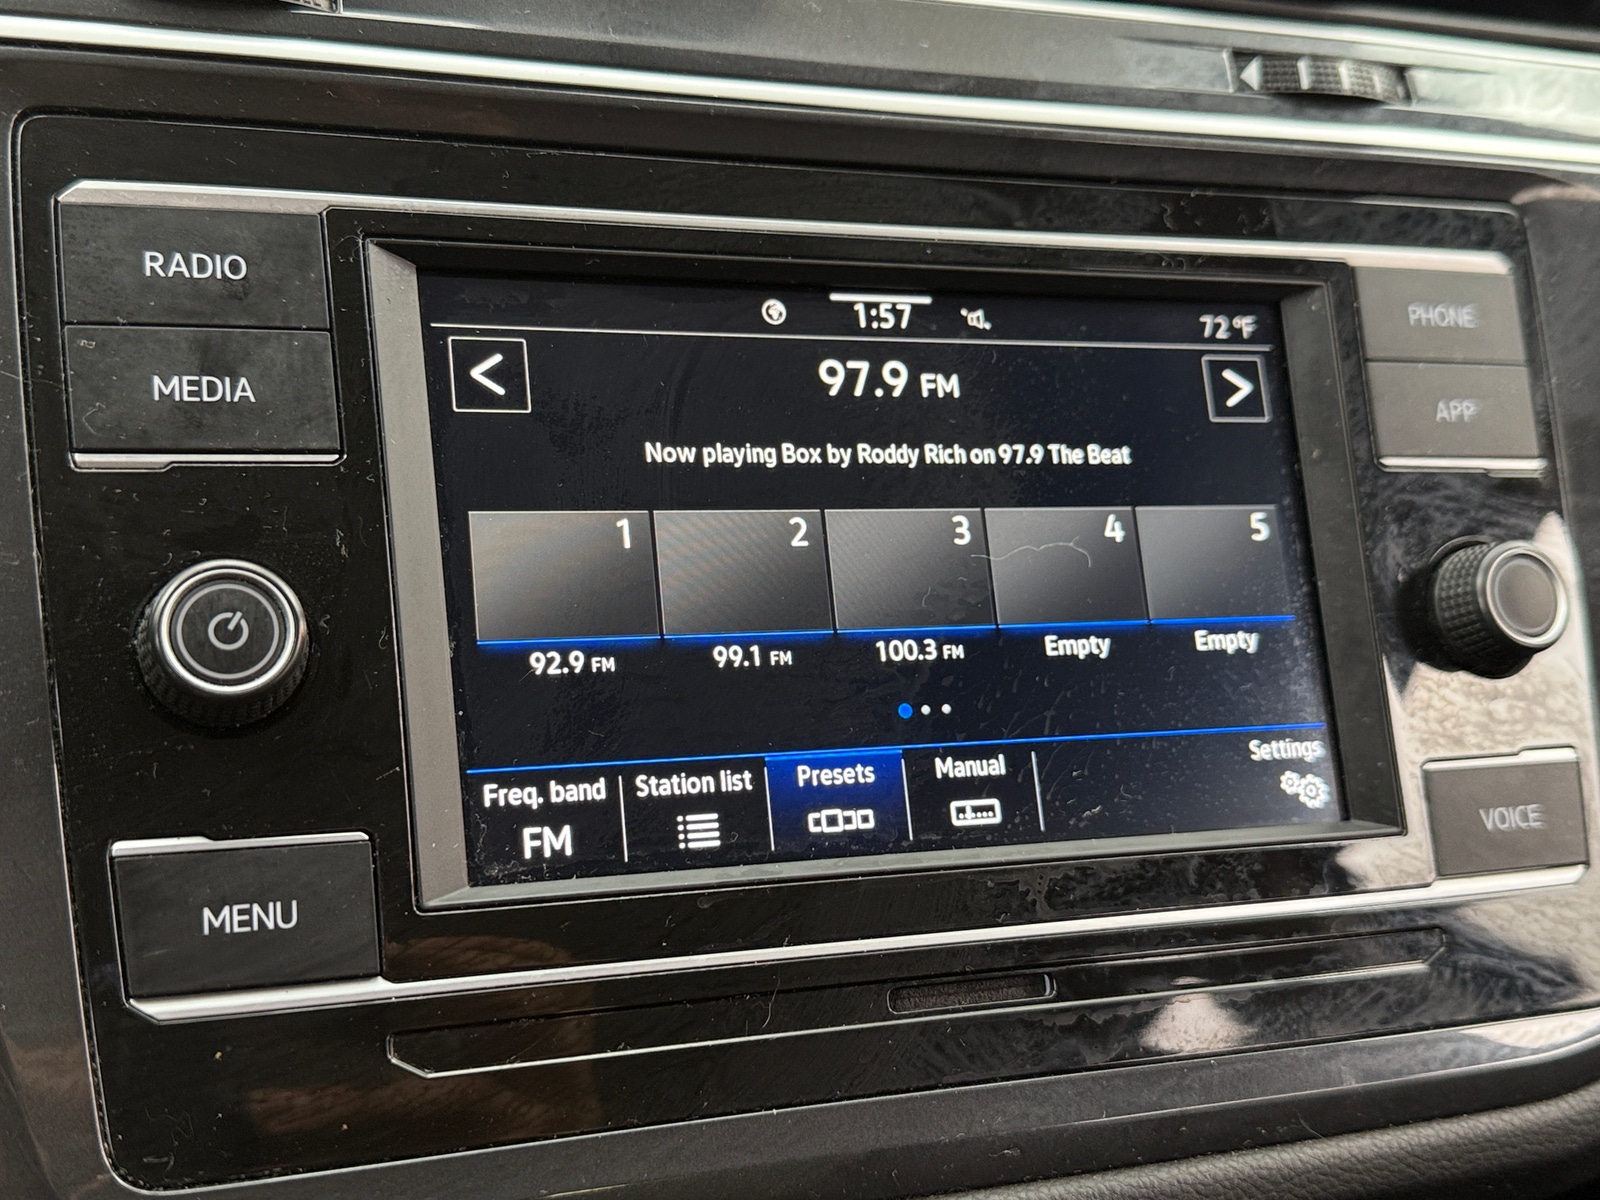 RADIO
MEDIA
MENU
1:57
72°F
97.9 FM
Now playing Box by Roddy Rich on 97.9 The Beat
1
2
3
4
5
92.9 FM
99.1 FM
100.3 FM
Empty
Empty
Freq. band
FM
Station list
Presets
Manual
Settings
PHONE
APP
VOICE